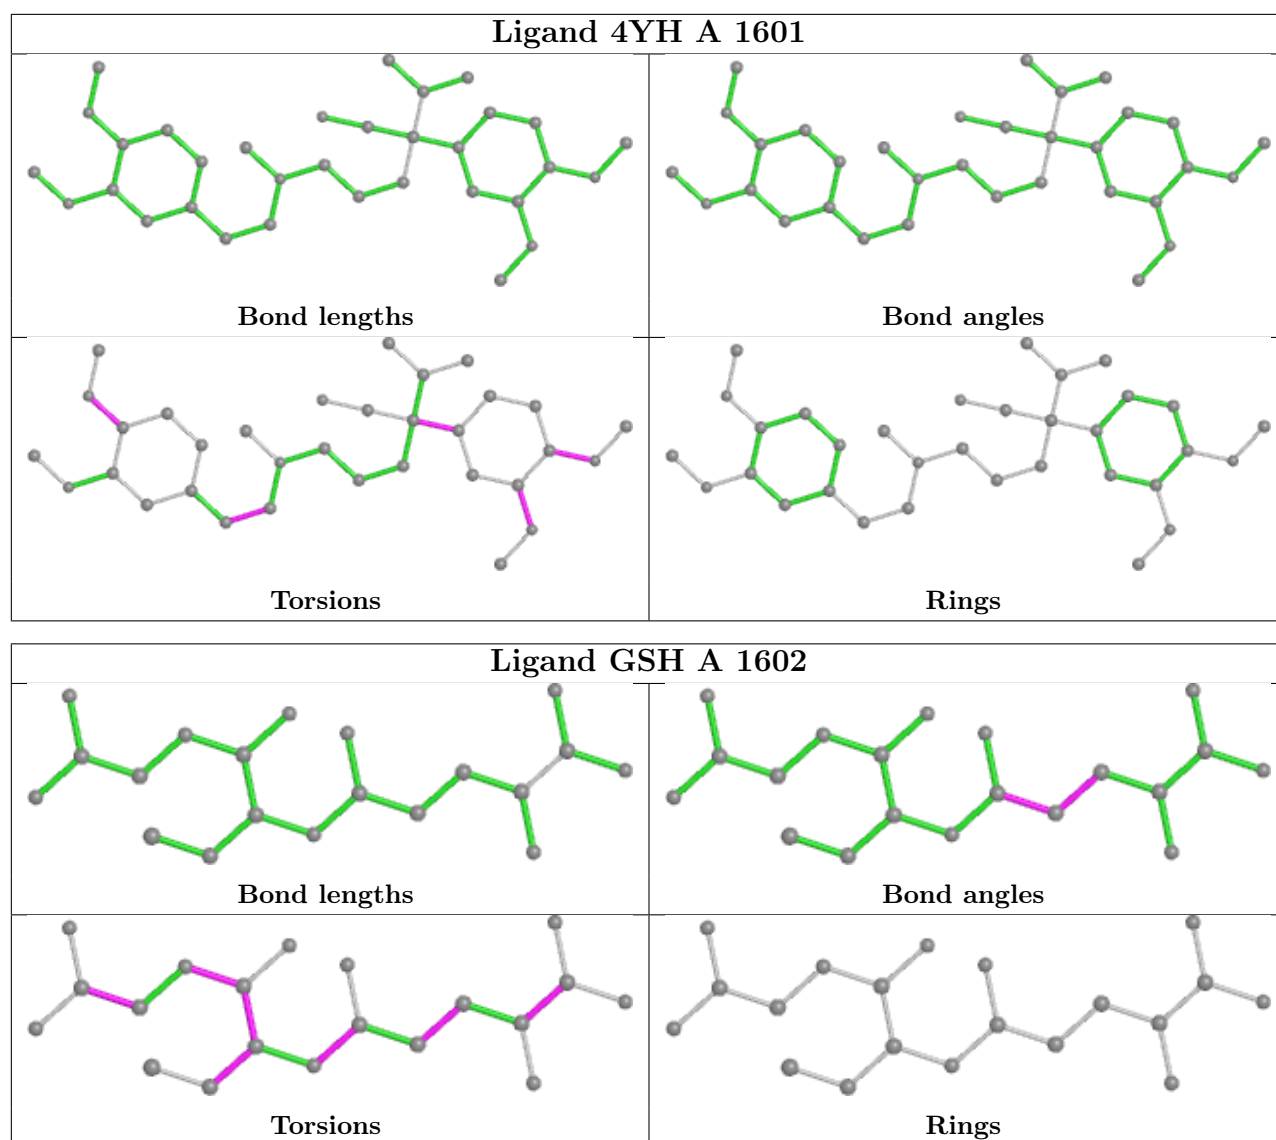 Ligand 4YH A 1601
Bond lengths
Bond angles
Torsions
Rings
Ligand GSH A 1602
Bond lengths
Bond angles
Torsions
Rings